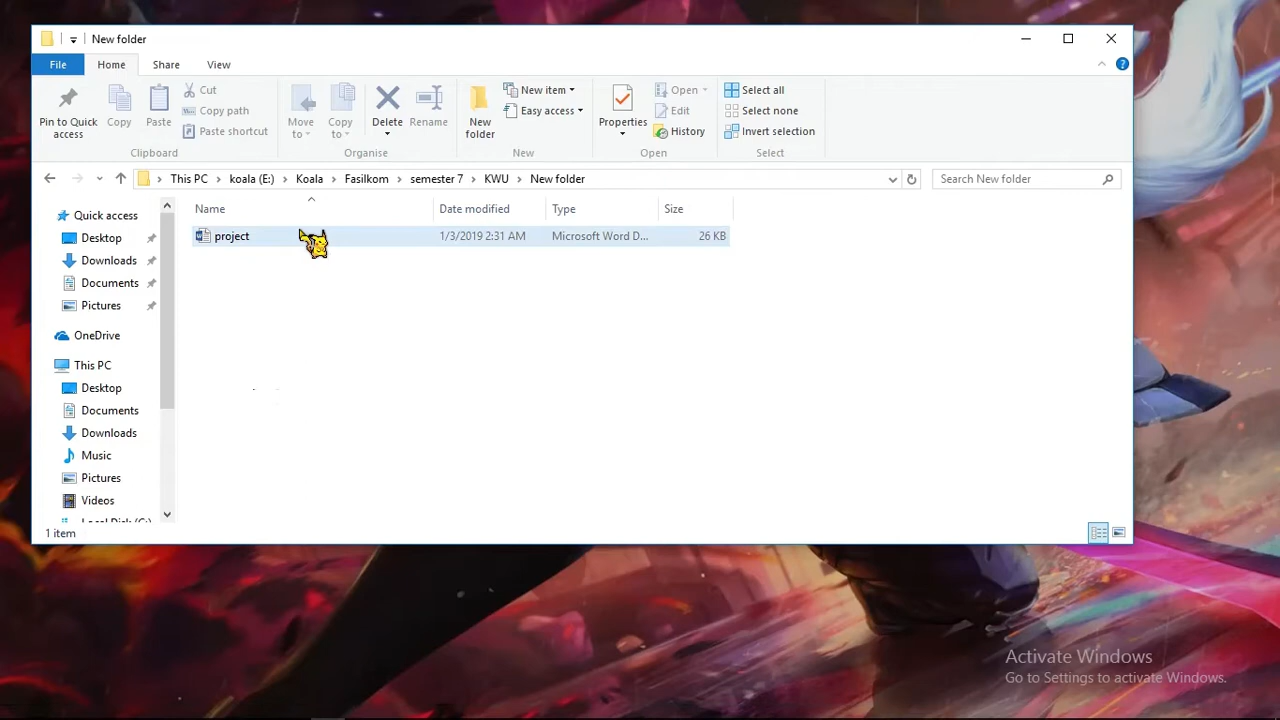 New folder
File Home Share View
Pin to Quick access
Copy
Paste
Cut
Copy path
Paste shortcut
Clipboard
Move to
Copy to
Delete
Rename
Organise
New folder
New item
Easy access
New
Properties
Open
Edit
History
Open
Select all
Select none
Invert selection
Select
This PC koala (E:) Koala Fasilkom semester 7 KWU New folder
Search New folder
Name Date modified Type Size
project 1/3/2019 2:31 AM Microsoft Word D... 26 KB
Quick access
Desktop
Downloads
Documents
Pictures
OneDrive
This PC
Desktop
Documents
Downloads
Music
Pictures
Videos
Local Disk (C:)
1 item
Activate Windows
Go to Settings to activate Windows.